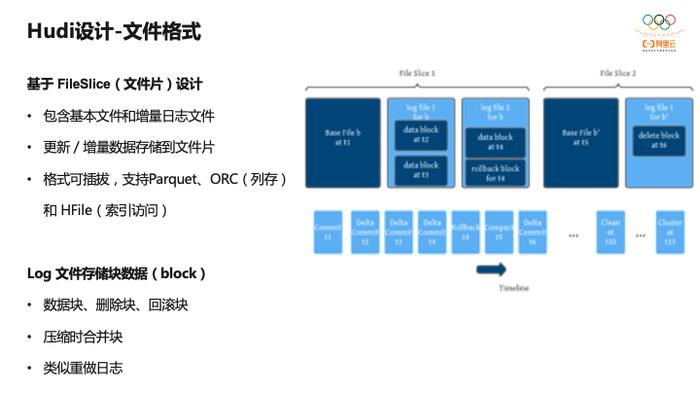 Hudi设计-文件格式
阿里云
基于 FileSlice（文件片）设计
• 包含基本文件和增量日志文件
• 更新 / 增量数据存储到文件片
• 格式可插拔，支持Parquet、ORC（列存）
和 HFile（索引访问）
Log 文件存储块数据（block）
• 数据块、删除块、回滚块
• 压缩时合并块
• 类似重做日志
File Slice 1
File Slice 2
Base File b
at t1
log file 1
for b
data block
at t2
data block
at t3
log file 2
for b
data block
at t4
rollback block
for t4
Base File b'
at t5
log file 1
for b'
delete block
at t6
Commit
t1
Delta
Commit
t2
Delta
Commit
t3
Delta
Commit
t4
Rollback
t4
Compact
t5
Delta
Commit
t6
...
Clean
at
t30
...
Cluster
at
t35
Timeline